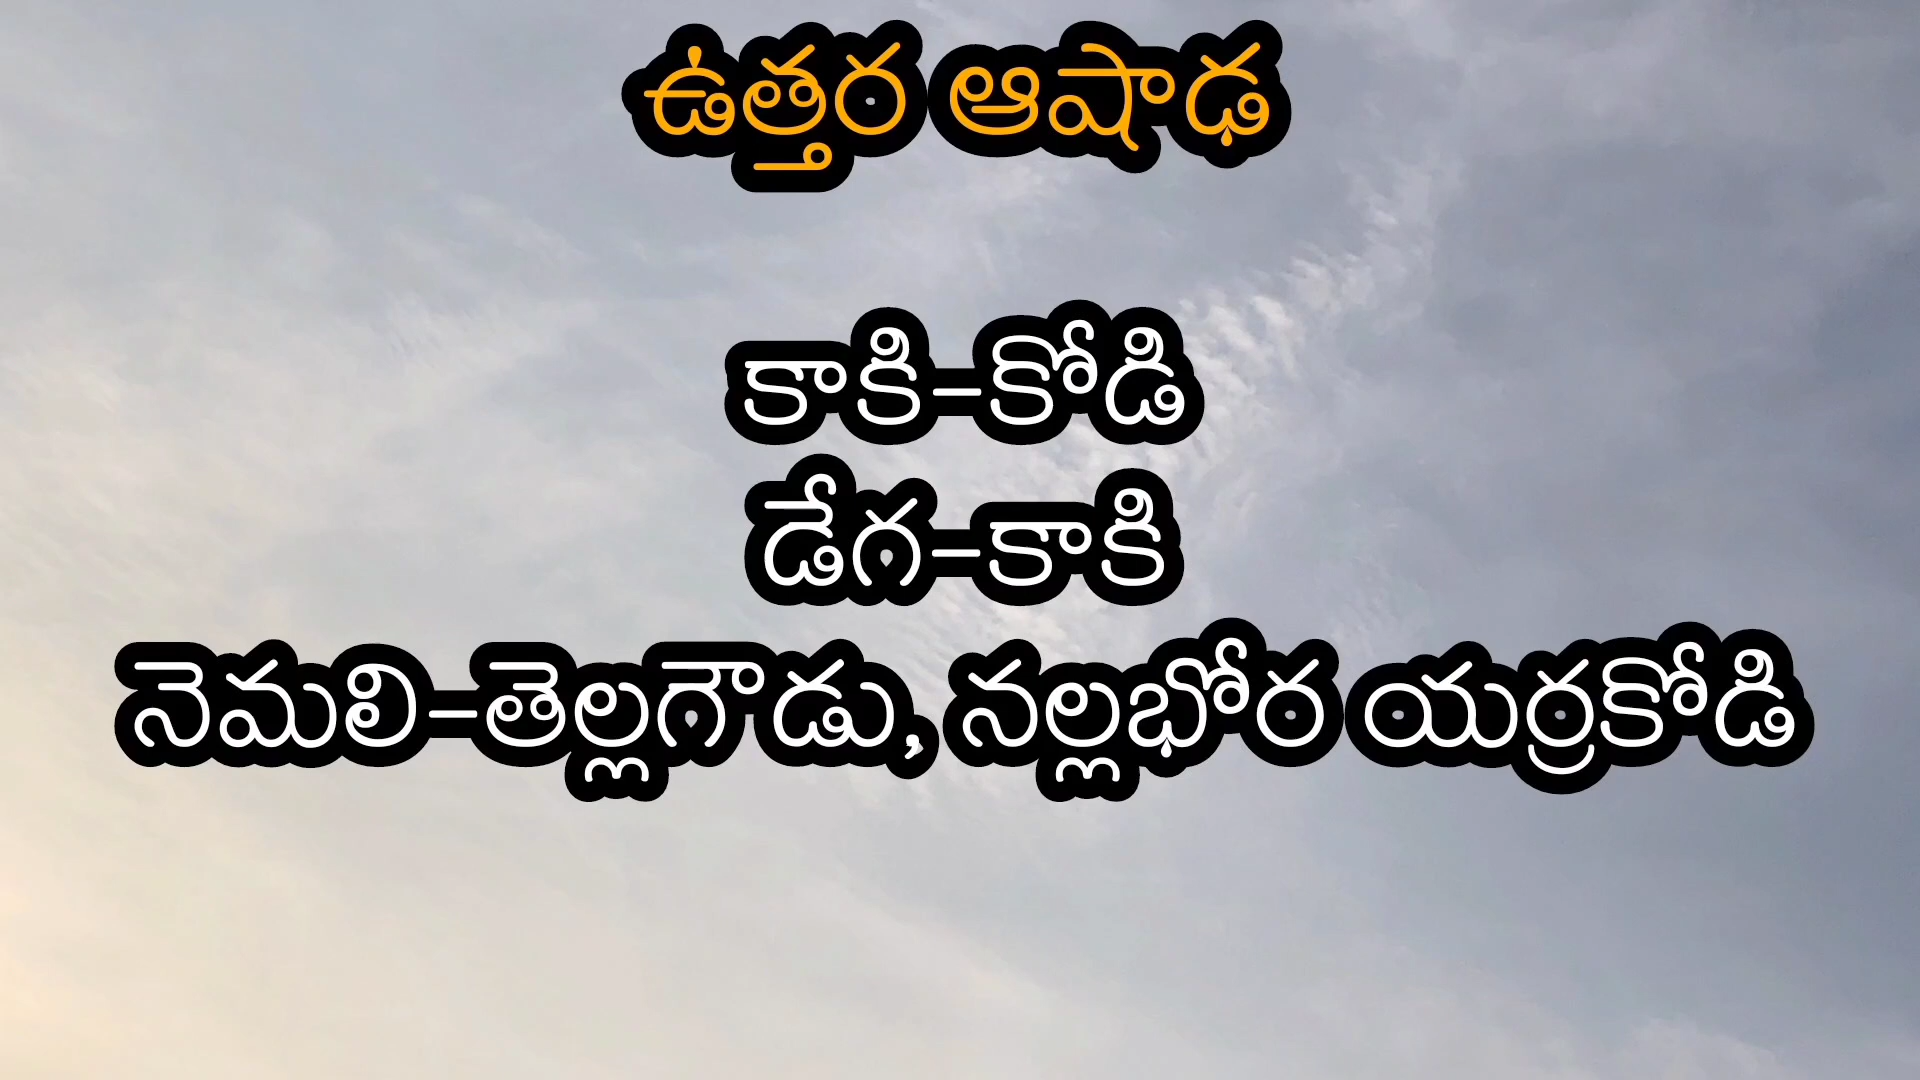 ఉత్తర ఆషాఢ
కాకి-కోడి
డేగ-కాకి
నెమలి-తెల్లగౌడు, నల్లభోర యర్రకోడి